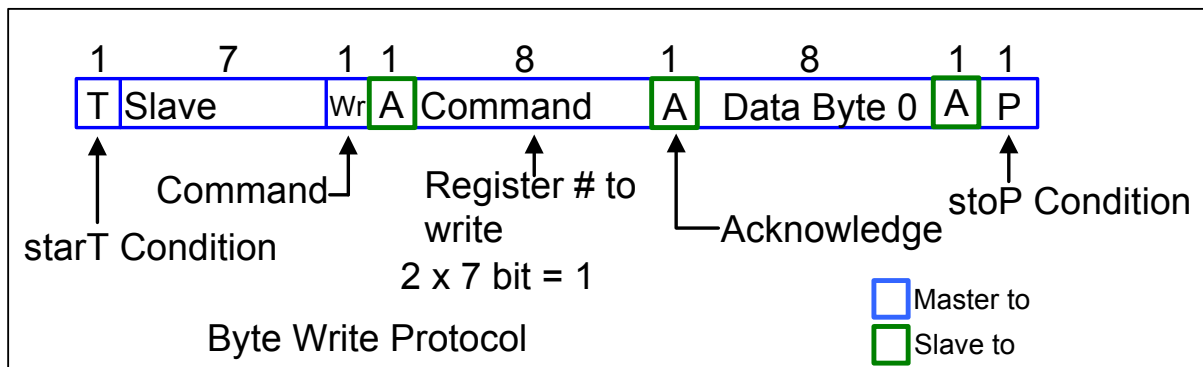 1 7 1 1 8 1 8 1 1
T Slave Wr A Command A Data Byte 0 A P
Command
Register # to
write
2 x 7 bit = 1
Acknowledge
stoP Condition
starT Condition
Byte Write Protocol
Master to
Slave to